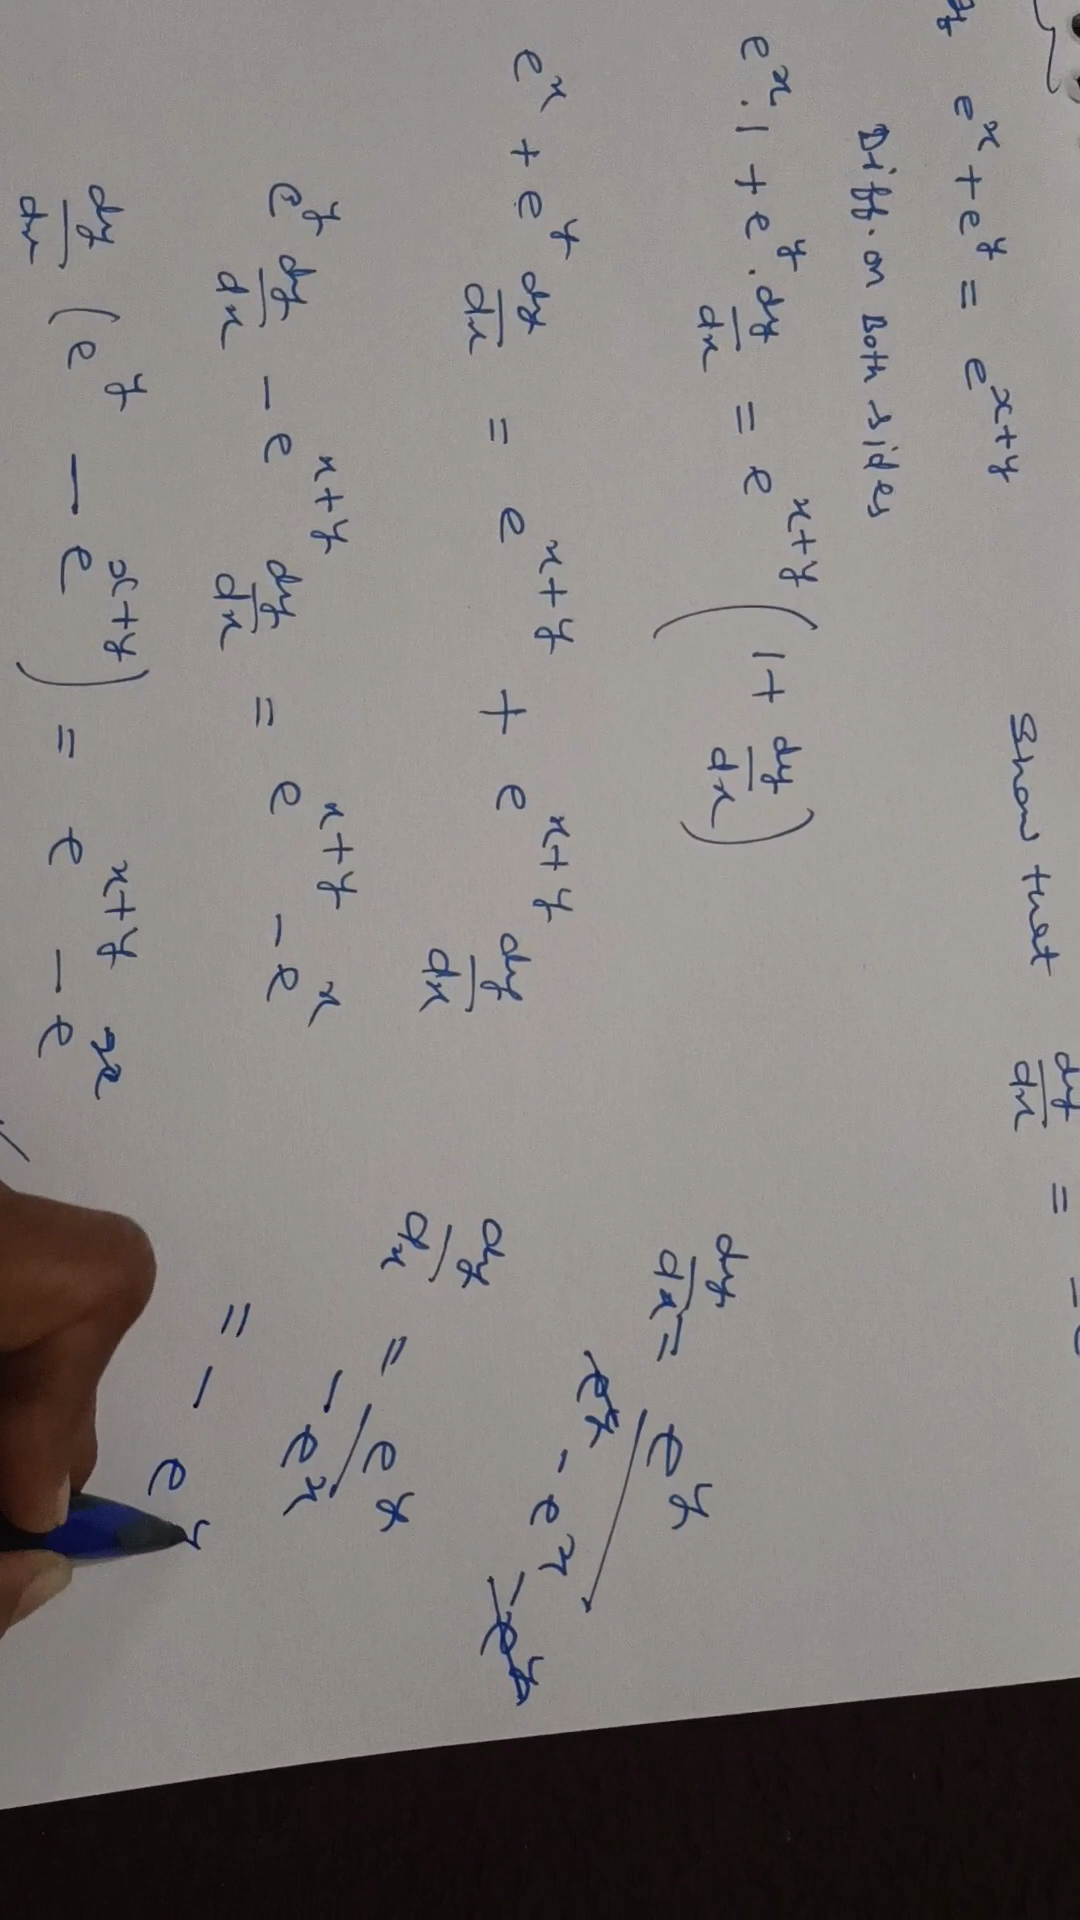 If e^x + e^y = e^{x+y} Show that dy/dx = -
Diff. on Both sides
e^x . 1 + e^y . dy/dx = e^{x+y} (1 + dy/dx)
e^x + e^y dy/dx = e^{x+y} + e^{x+y} dy/dx
e^y dy/dx - e^{x+y} dy/dx = e^{x+y} - e^x
dy/dx (e^y - e^{x+y}) = e^{x+y} - e^x
dy/dx = e^y / e^y - e^x - e^y
dy/dx = e^y / - e^x
= - e^y